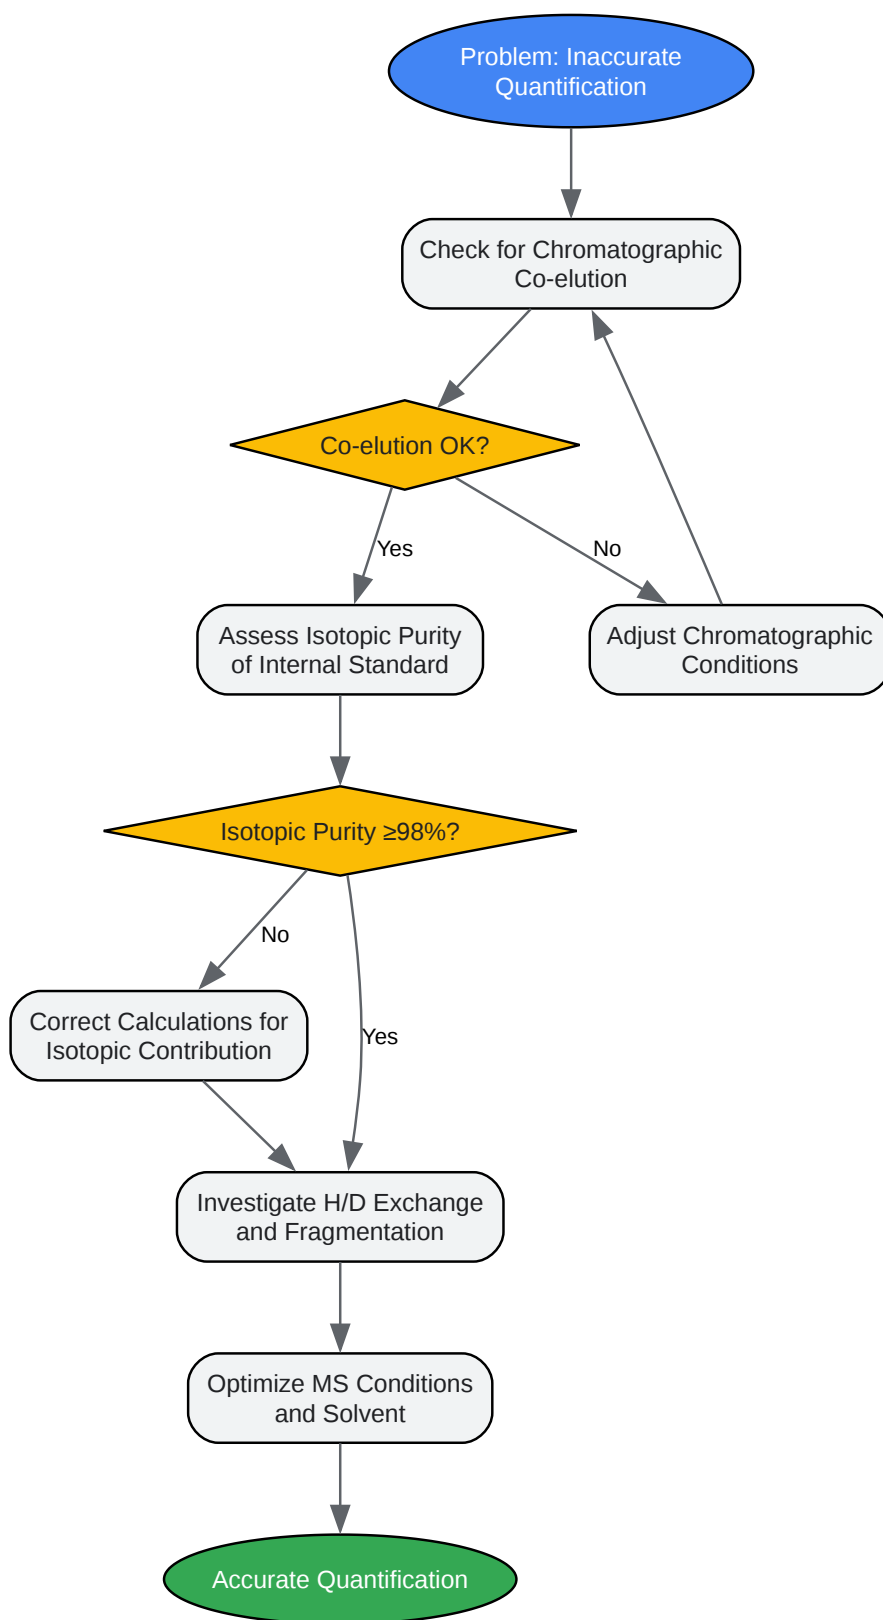 Problem: Inaccurate
Quantification
Check for Chromatographic
Co-elution
Co-elution OK?
Yes
No
Assess Isotopic Purity
of Internal Standard
Adjust Chromatographic
Conditions
Isotopic Purity ≥98%?
No
Correct Calculations for
Isotopic Contribution
Yes
Investigate H/D Exchange
and Fragmentation
Optimize MS Conditions
and Solvent
Accurate Quantification